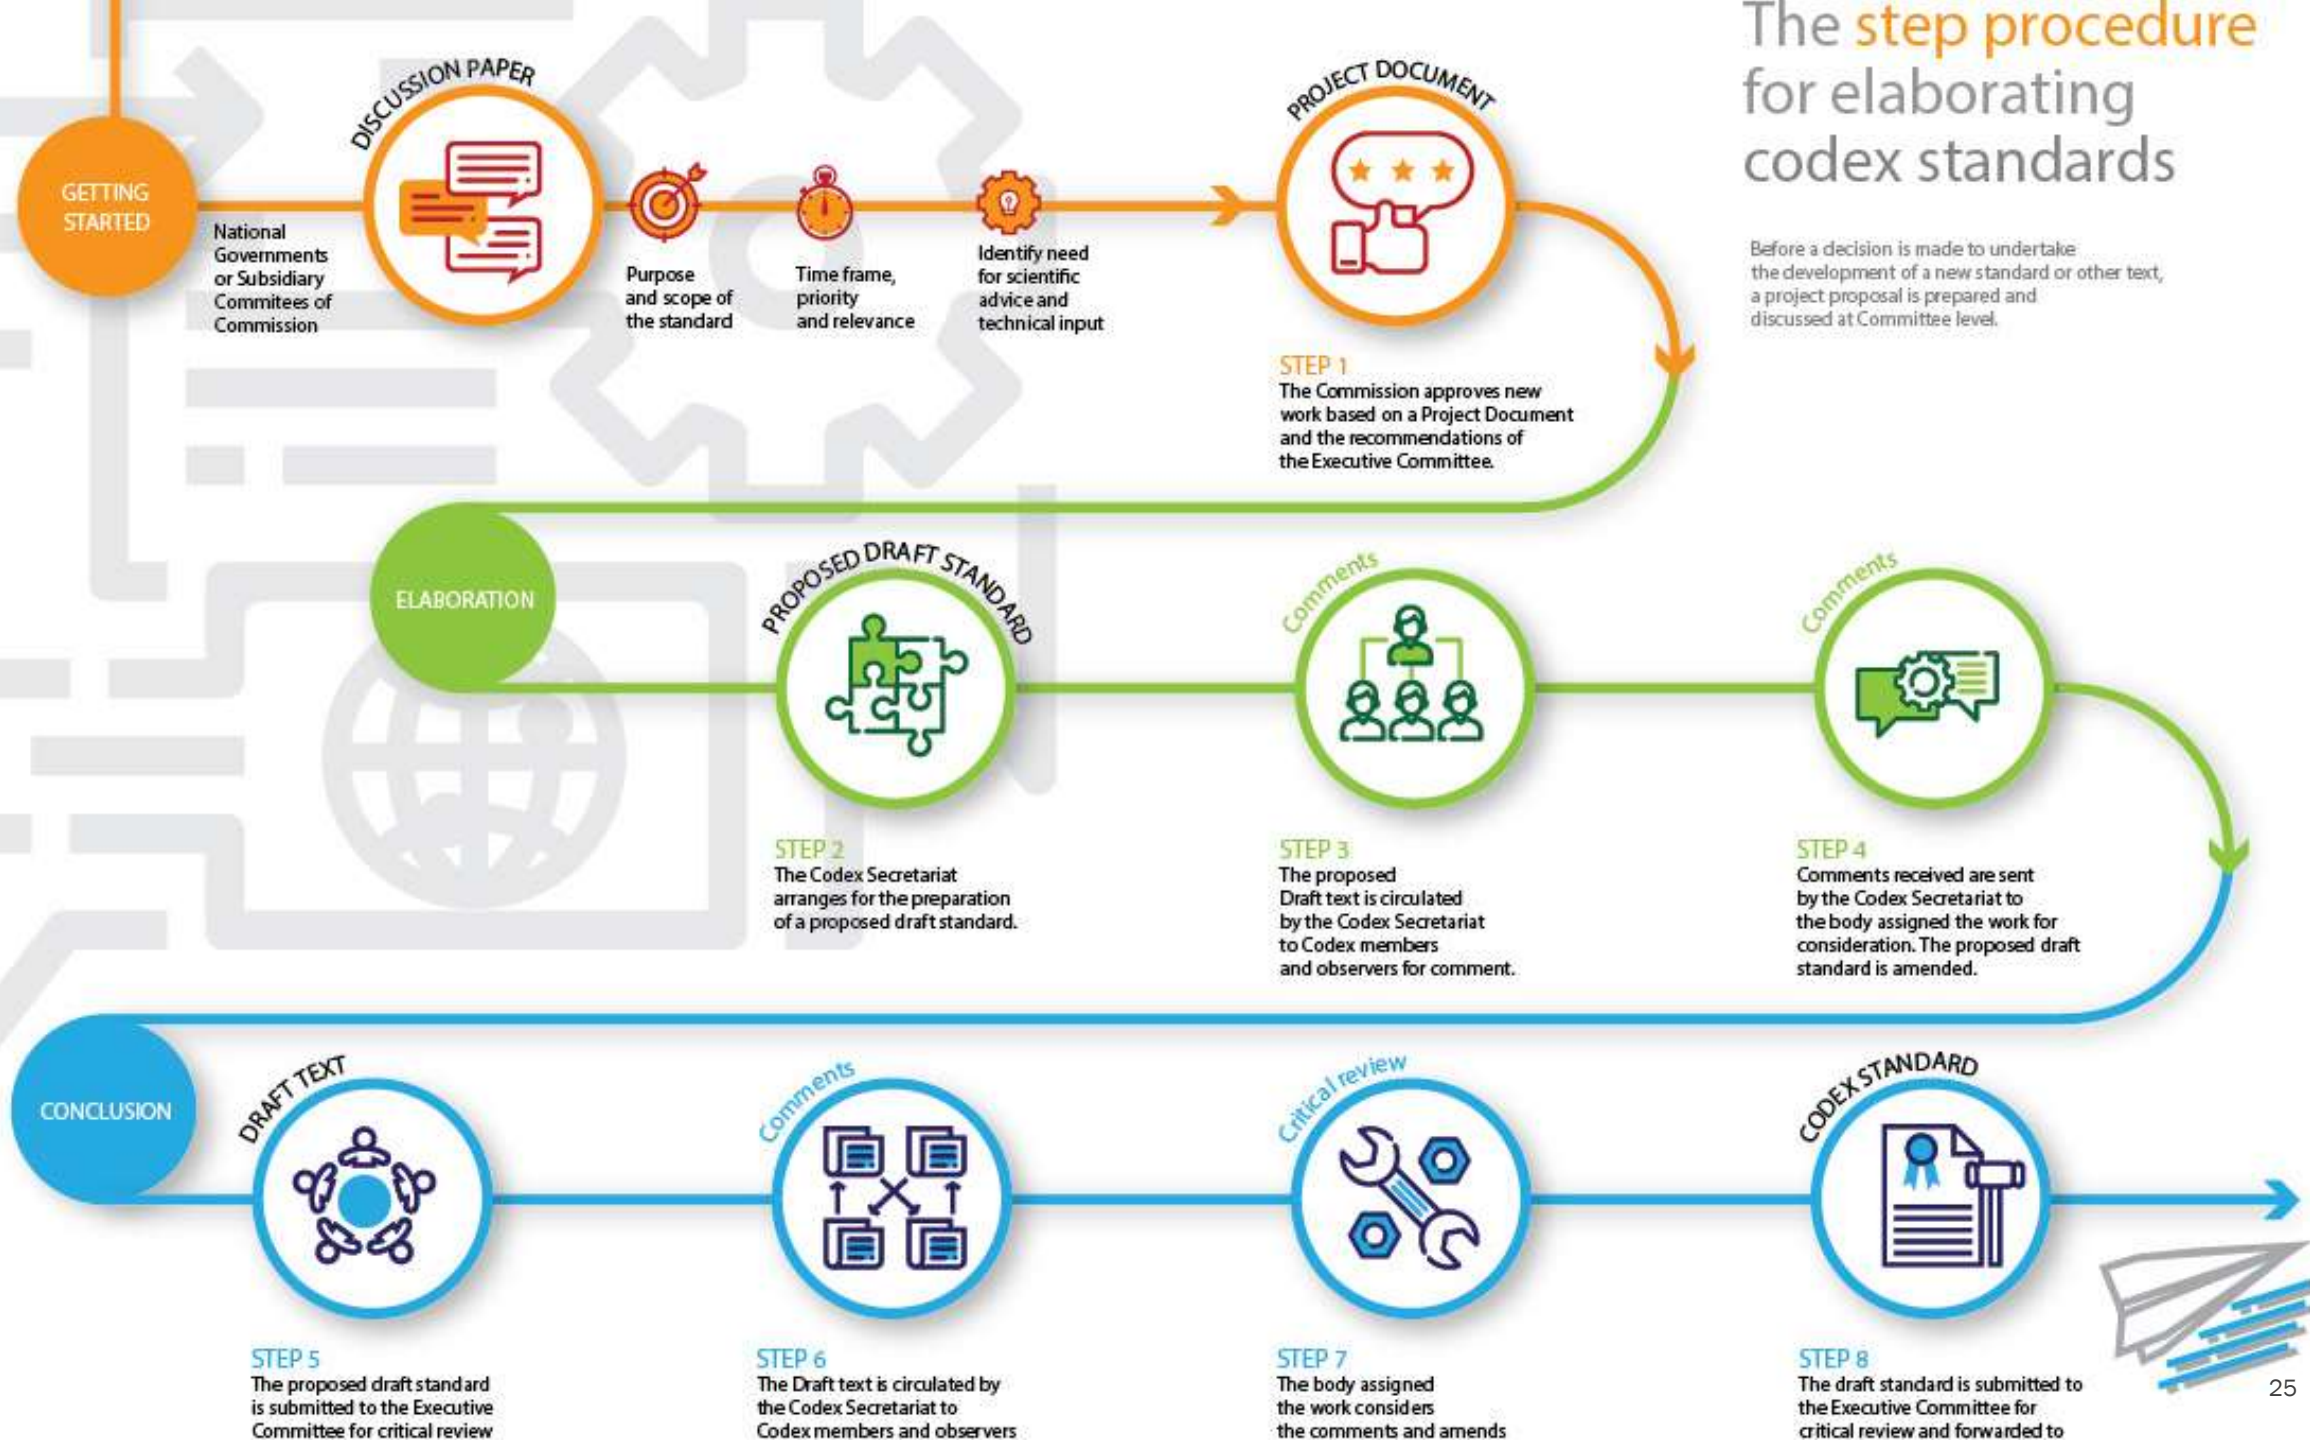 The step procedure
for elaborating
codex standards
Before a decision is made to undertake
the development of a new standard or other text,
a project proposal is prepared and
discussed at Committee level.
GETTING
STARTED
National
Governments
or Subsidiary
Commitees of
Commission
DISCUSSION PAPER
Purpose
and scope of
the standard
Time frame,
priority
and relevance
Identify need
for scientific
advice and
technical input
PROJECT DOCUMENT
STEP 1
The Commission approves new
work based on a Project Document
and the recommendations of
the Executive Committee.
ELABORATION
PROPOSED DRAFT STANDARD
STEP 2
The Codex Secretariat
arranges for the preparation
of a proposed draft standard.
Comments
STEP 3
The proposed
Draft text is circulated
by the Codex Secretariat
to Codex members
and observers for comment.
Comments
STEP 4
Comments received are sent
by the Codex Secretariat to
the body assigned the work for
consideration. The proposed draft
standard is amended.
CONCLUSION
DRAFT TEXT
STEP 5
The proposed draft standard
is submitted to the Executive
Committee for critical review
Comments
STEP 6
The Draft text is circulated by
the Codex Secretariat to
Codex members and observers
Critical review
STEP 7
The body assigned
the work considers
the comments and amends
CODEX STANDARD
STEP 8
The draft standard is submitted to
the Executive Committee for
critical review and forwarded to
25